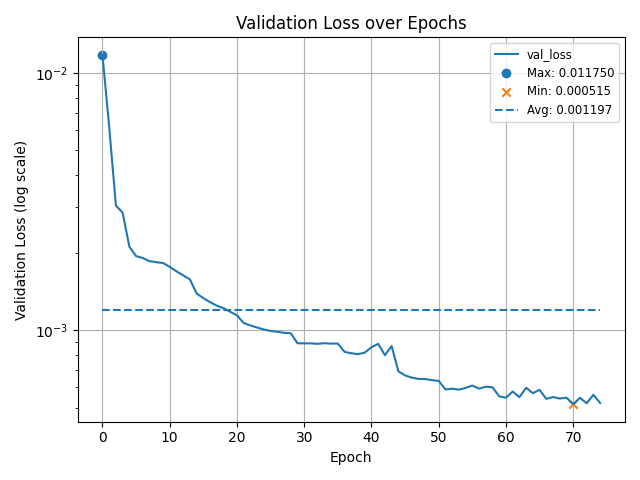 Validation Loss over Epochs
val_loss
Max: 0.011750
Min: 0.000515
Avg: 0.001197
Validation Loss (log scale)
10⁻²
10⁻³
0 10 20 30 40 50 60 70
Epoch